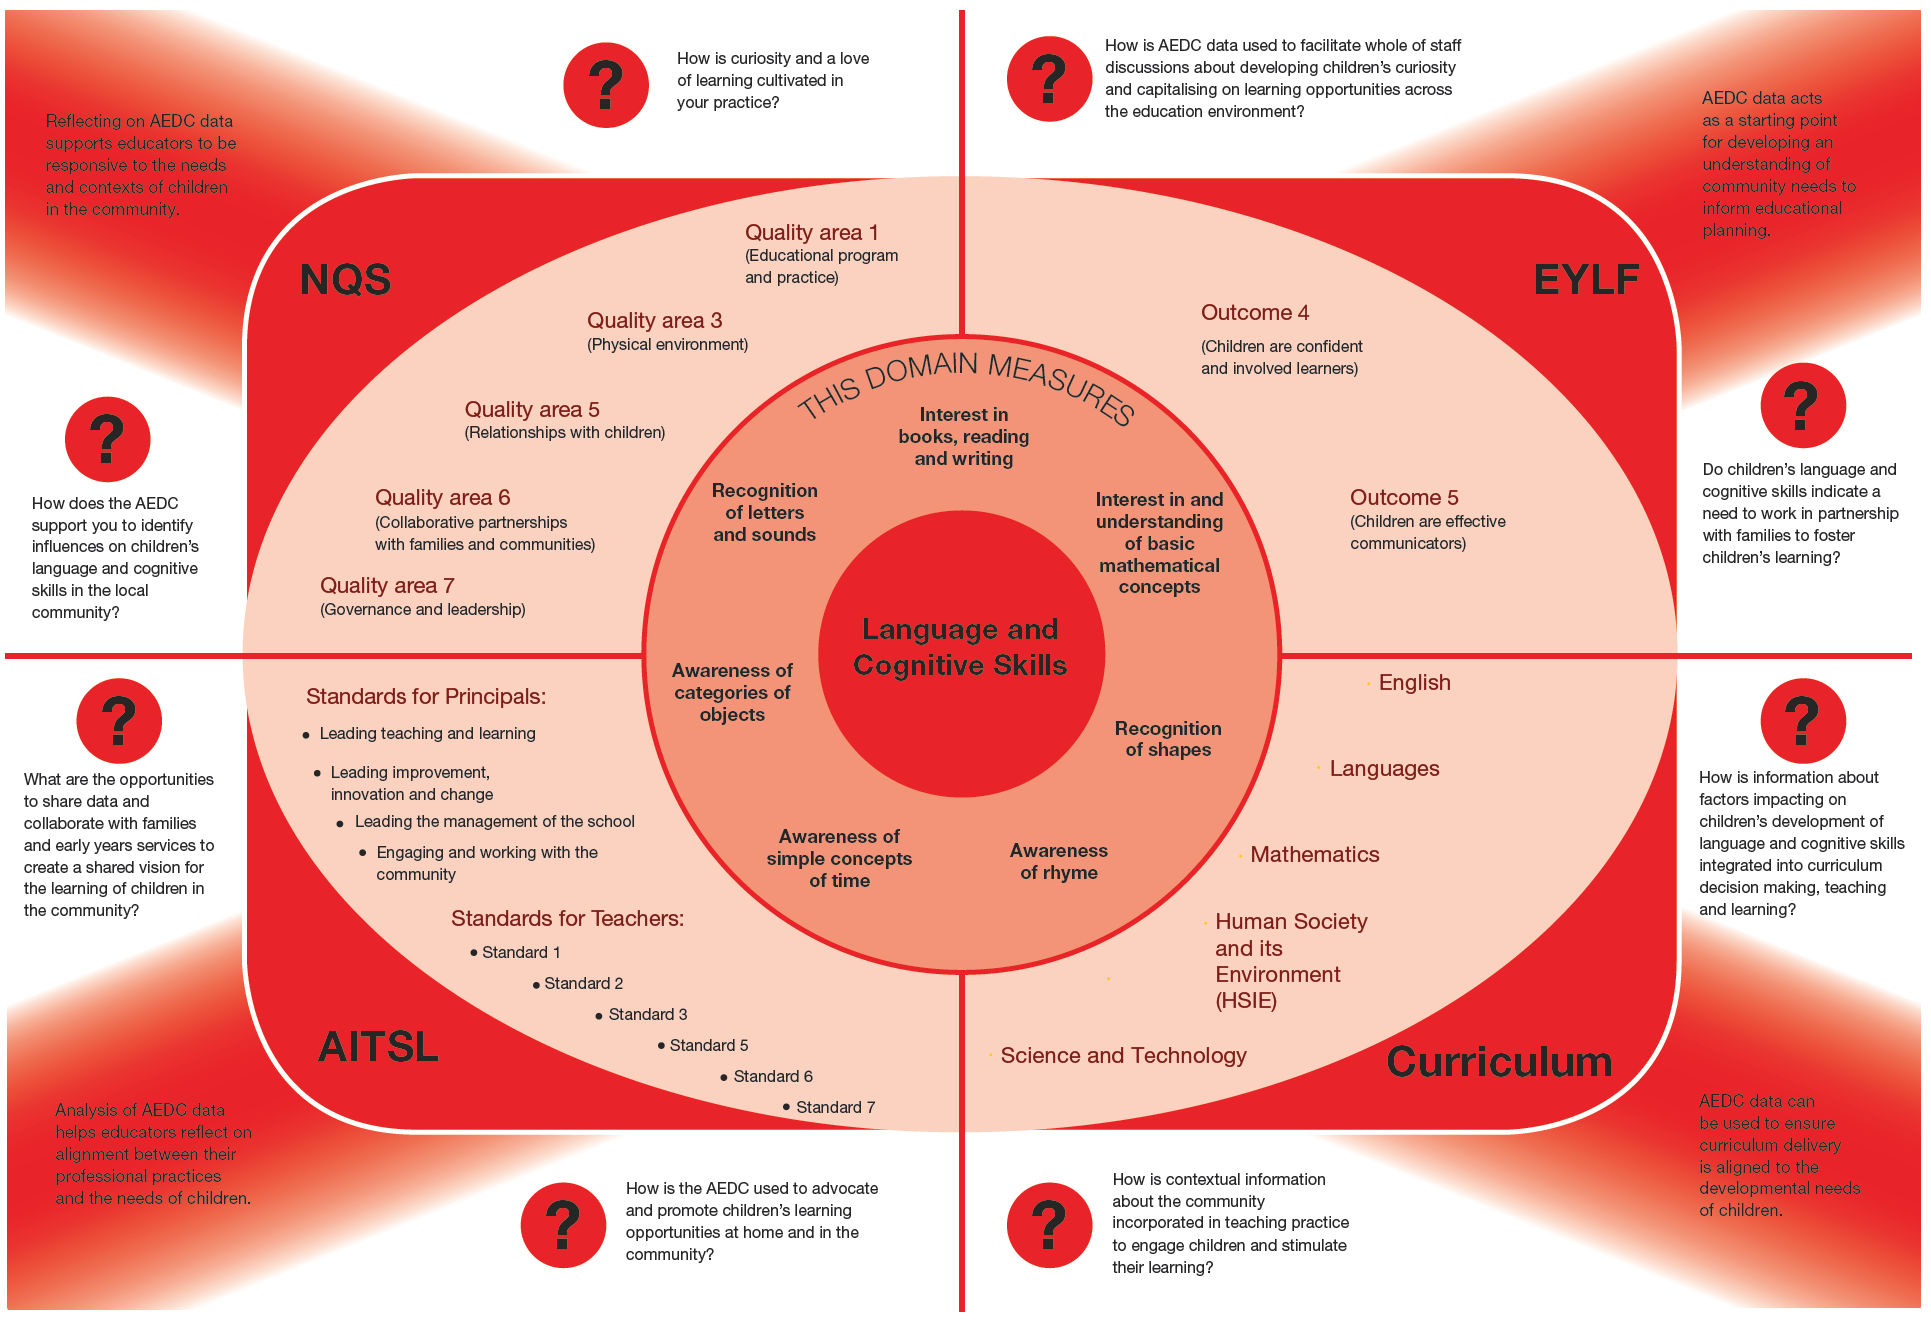 How is curiosity and a love
of learning cultivated in
your practice?
How is AEDC data used to facilitate whole of staff
discussions about developing children's curiosity
and capitalising on learning opportunities across
the education environment?
Reflecting on AEDC data
supports educators to be
responsive to the needs
and contexts of children
in the community.
AEDC data acts
as a starting point
for developing an
understanding of
community needs to
inform educational
planning.
NQS
Quality area 1
(Educational program
and practice)
Quality area 3
(Physical environment)
Quality area 5
(Relationships with children)
Quality area 6
(Collaborative partnerships
with families and communities)
Quality area 7
(Governance and leadership)
EYLF
Outcome 4
(Children are confident
and involved learners)
Outcome 5
(Children are effective
communicators)
?
?
?
How does the AEDC
support you to identify
influences on children's
language and cognitive
skills in the local
community?
?
Do children's language and
cognitive skills indicate a
need to work in partnership
with families to foster
children's learning?
THIS DOMAIN MEASURES
Interest in
books, reading
and writing
Recognition
of letters
and sounds
Interest in and
understanding
of basic
mathematical
concepts
Language and
Cognitive Skills
Awareness of
categories of
objects
Recognition
of shapes
Awareness of
simple concepts
of time
Awareness
of rhyme
?
What are the opportunities
to share data and
collaborate with families
and early years services to
create a shared vision for
the learning of children in
the community?
Standards for Principals:
• Leading teaching and learning
• Leading improvement,
innovation and change
• Leading the management of the school
• Engaging and working with the
community
Standards for Teachers:
• Standard 1
• Standard 2
• Standard 3
• Standard 5
• Standard 6
• Standard 7
AITSL
· English
· Languages
· Mathematics
· Human Society
and its
Environment
(HSIE)
· Science and Technology
Curriculum
?
How is information about
factors impacting on
children's development of
language and cognitive skills
integrated into curriculum
decision making, teaching
and learning?
Analysis of AEDC data
helps educators reflect on
alignment between their
professional practices
and the needs of children.
?
How is the AEDC used to advocate
and promote children's learning
opportunities at home and in the
community?
?
How is contextual information
about the community
incorporated in teaching practice
to engage children and stimulate
their learning?
AEDC data can
be used to ensure
curriculum delivery
is aligned to the
developmental needs
of children.